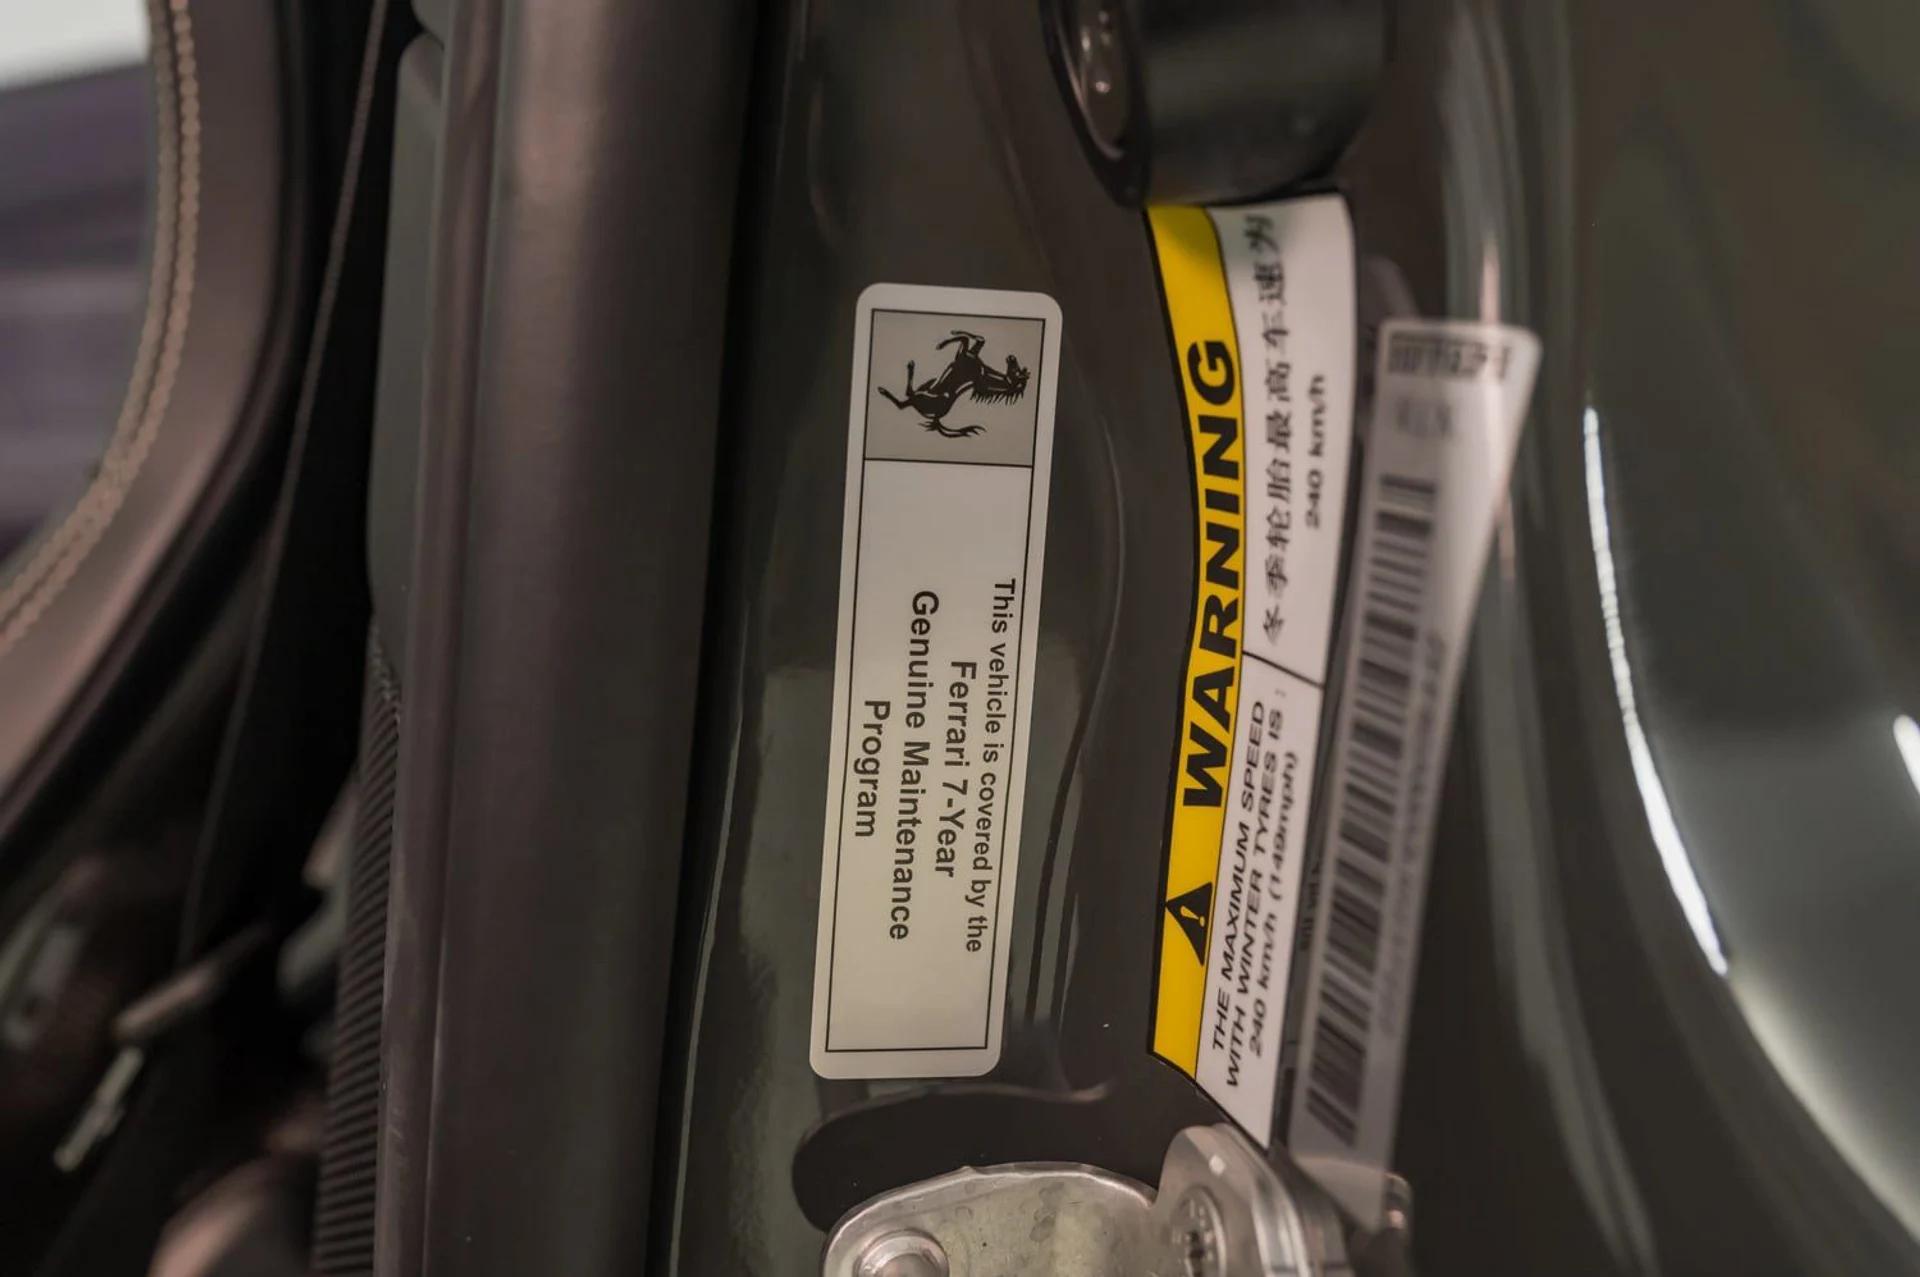 This vehicle is covered by the
Ferrari 7-Year
Genuine Maintenance
Program
WARNING
冬季轮胎最高车速为
240 km/h
THE MAXIMUM SPEED
WITH WINTER TYRES IS :
240 km/h (149mph)